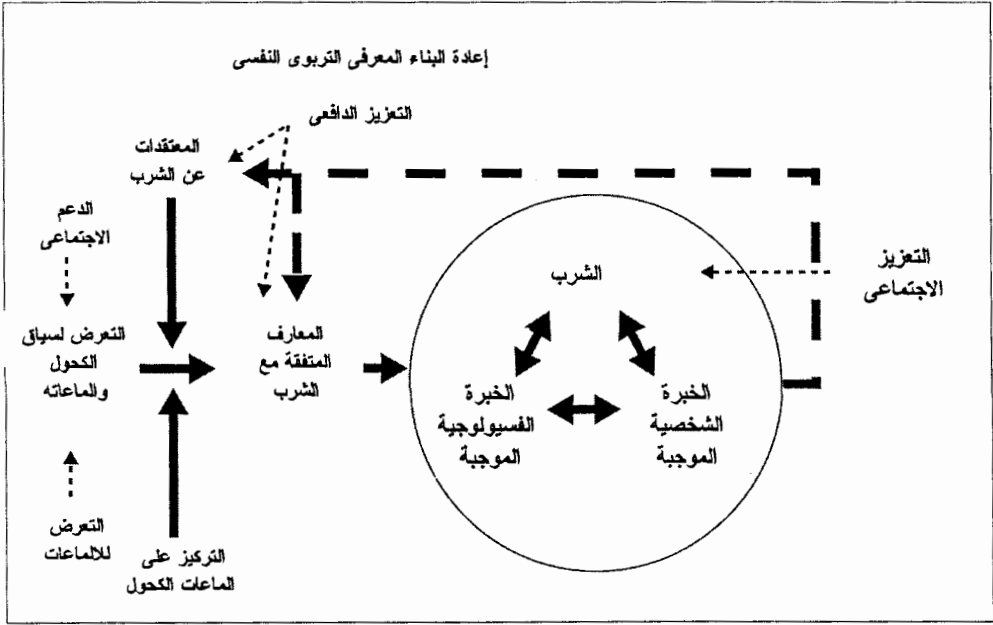 إعادة البناء المعرفى التربوى النفسى
التعزيز الدافعى
المعتقدات
عن الشرب
الدعم
الاجتماعى
التعزيز
الاجتماعى
الشرب
التعرض لسياق
الكحول
والماعاته
المعارف
المتفقة مع
الشرب
الخبرة
الشخصية
الموجبة
الخبرة
الفسيولوجية
الموجبة
التعرض
للالماعات
التركيز على
الماعات الكحول